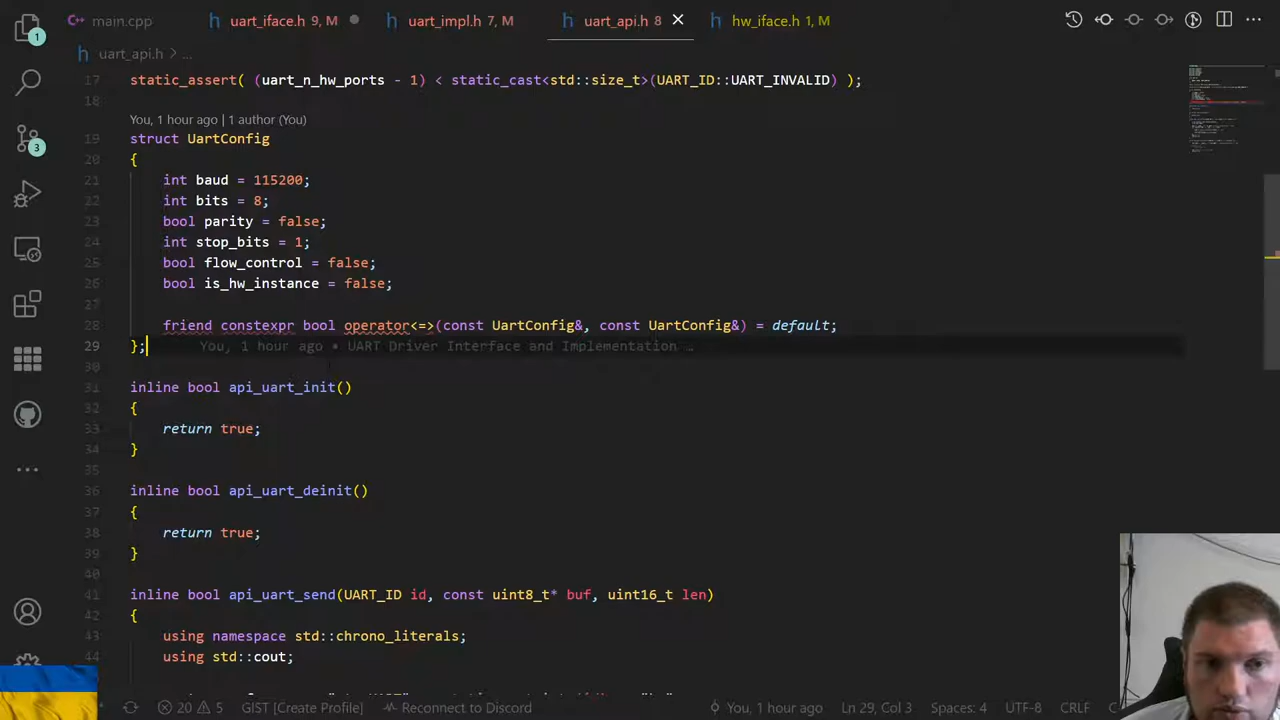 main.cpp
uart_iface.h 9, M
uart_impl.h 7, M
uart_api.h 8
hw_iface.h 1, M
uart_api.h > ...
17 static_assert( (uart_n_hw_ports - 1) < static_cast<std::size_t>(UART_ID::UART_INVALID) );
18
You, 1 hour ago | 1 author (You)
19 struct UartConfig
20 {
21 int baud = 115200;
22 int bits = 8;
23 bool parity = false;
24 int stop_bits = 1;
25 bool flow_control = false;
26 bool is_hw_instance = false;
27
28 friend constexpr bool operator<=>(const UartConfig&, const UartConfig&) = default;
29 }; You, 1 hour ago • UART Driver Interface and Implementation …
30
31 inline bool api_uart_init()
32 {
33 return true;
34 }
35
36 inline bool api_uart_deinit()
37 {
38 return true;
39 }
40
41 inline bool api_uart_send(UART_ID id, const uint8_t* buf, uint16_t len)
42 {
43 using namespace std::chrono_literals;
44 using std::cout;
1
3
20 5 GIST [Create Profile] Reconnect to Discord You, 1 hour ago Ln 29, Col 3 Spaces: 4 UTF-8 CRLF